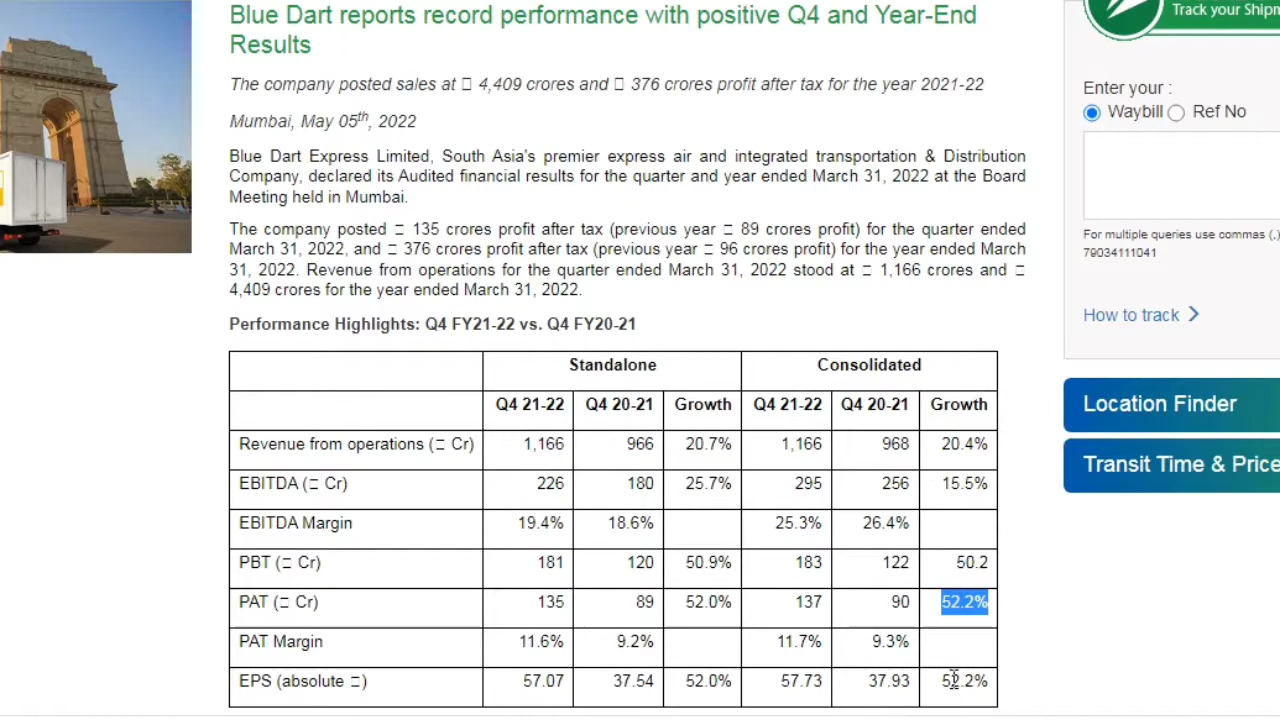 Blue Dart reports record performance with positive Q4 and Year-End
Results
The company posted sales at □ 4,409 crores and □ 376 crores profit after tax for the year 2021-22
Mumbai, May 05th, 2022
Blue Dart Express Limited, South Asia's premier express air and integrated transportation & Distribution
Company, declared its Audited financial results for the quarter and year ended March 31, 2022 at the Board
Meeting held in Mumbai.
The company posted □ 135 crores profit after tax (previous year □ 89 crores profit) for the quarter ended
March 31, 2022, and □ 376 crores profit after tax (previous year □ 96 crores profit) for the year ended March
31, 2022. Revenue from operations for the quarter ended March 31, 2022 stood at □ 1,166 crores and □
4,409 crores for the year ended March 31, 2022.
Performance Highlights: Q4 FY21-22 vs. Q4 FY20-21
Standalone Consolidated
Q4 21-22 Q4 20-21 Growth Q4 21-22 Q4 20-21 Growth
Revenue from operations (□ Cr) 1,166 966 20.7% 1,166 968 20.4%
EBITDA (□ Cr) 226 180 25.7% 295 256 15.5%
EBITDA Margin 19.4% 18.6% 25.3% 26.4%
PBT (□ Cr) 181 120 50.9% 183 122 50.2
PAT (□ Cr) 135 89 52.0% 137 90 52.2%
PAT Margin 11.6% 9.2% 11.7% 9.3%
EPS (absolute □) 57.07 37.54 52.0% 57.73 37.93 52.2%
Track your Shipm
Enter your :
Waybill Ref No
For multiple queries use commas (,)
79034111041
How to track
Location Finder
Transit Time & Price